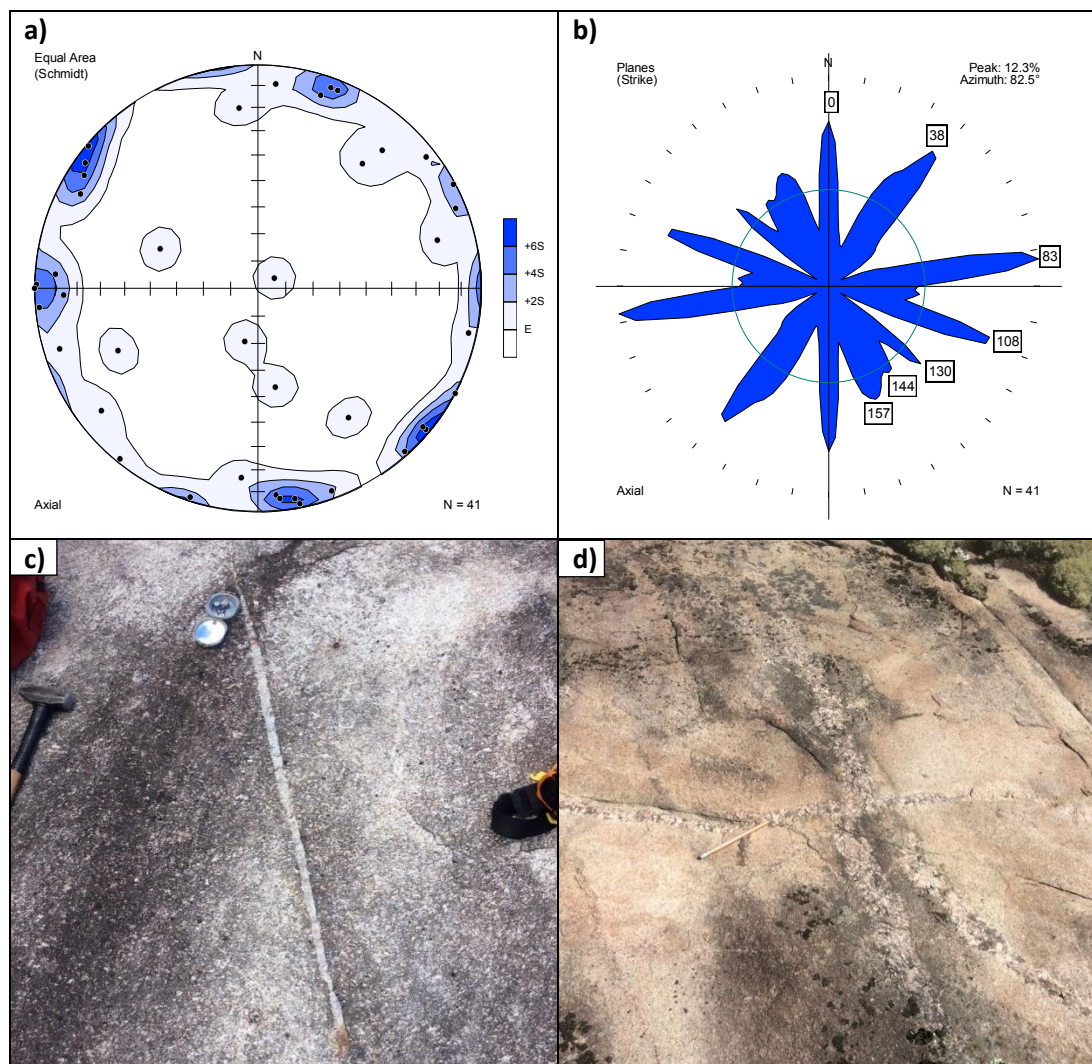 a)
Equal Area
(Schmidt)
N
+6S
+4S
+2S
E
Axial
N = 41
b)
Planes
(Strike)
N
Peak: 12.3%
Azimuth: 82.5°
0
38
83
108
130
144
157
Axial
N = 41
c)
d)